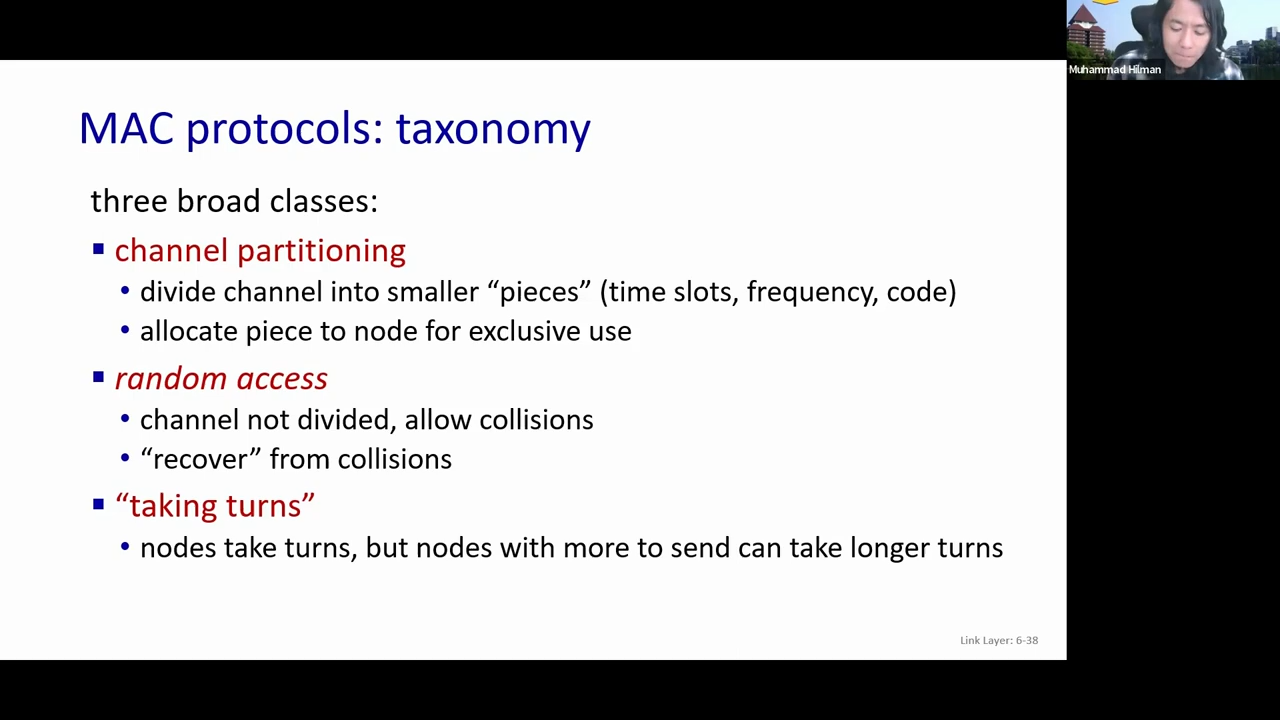 Muhammad Hilman
MAC protocols: taxonomy
three broad classes:
▪ channel partitioning
• divide channel into smaller “pieces” (time slots, frequency, code)
• allocate piece to node for exclusive use
▪ random access
• channel not divided, allow collisions
• “recover” from collisions
▪ “taking turns”
• nodes take turns, but nodes with more to send can take longer turns
Link Layer: 6-38